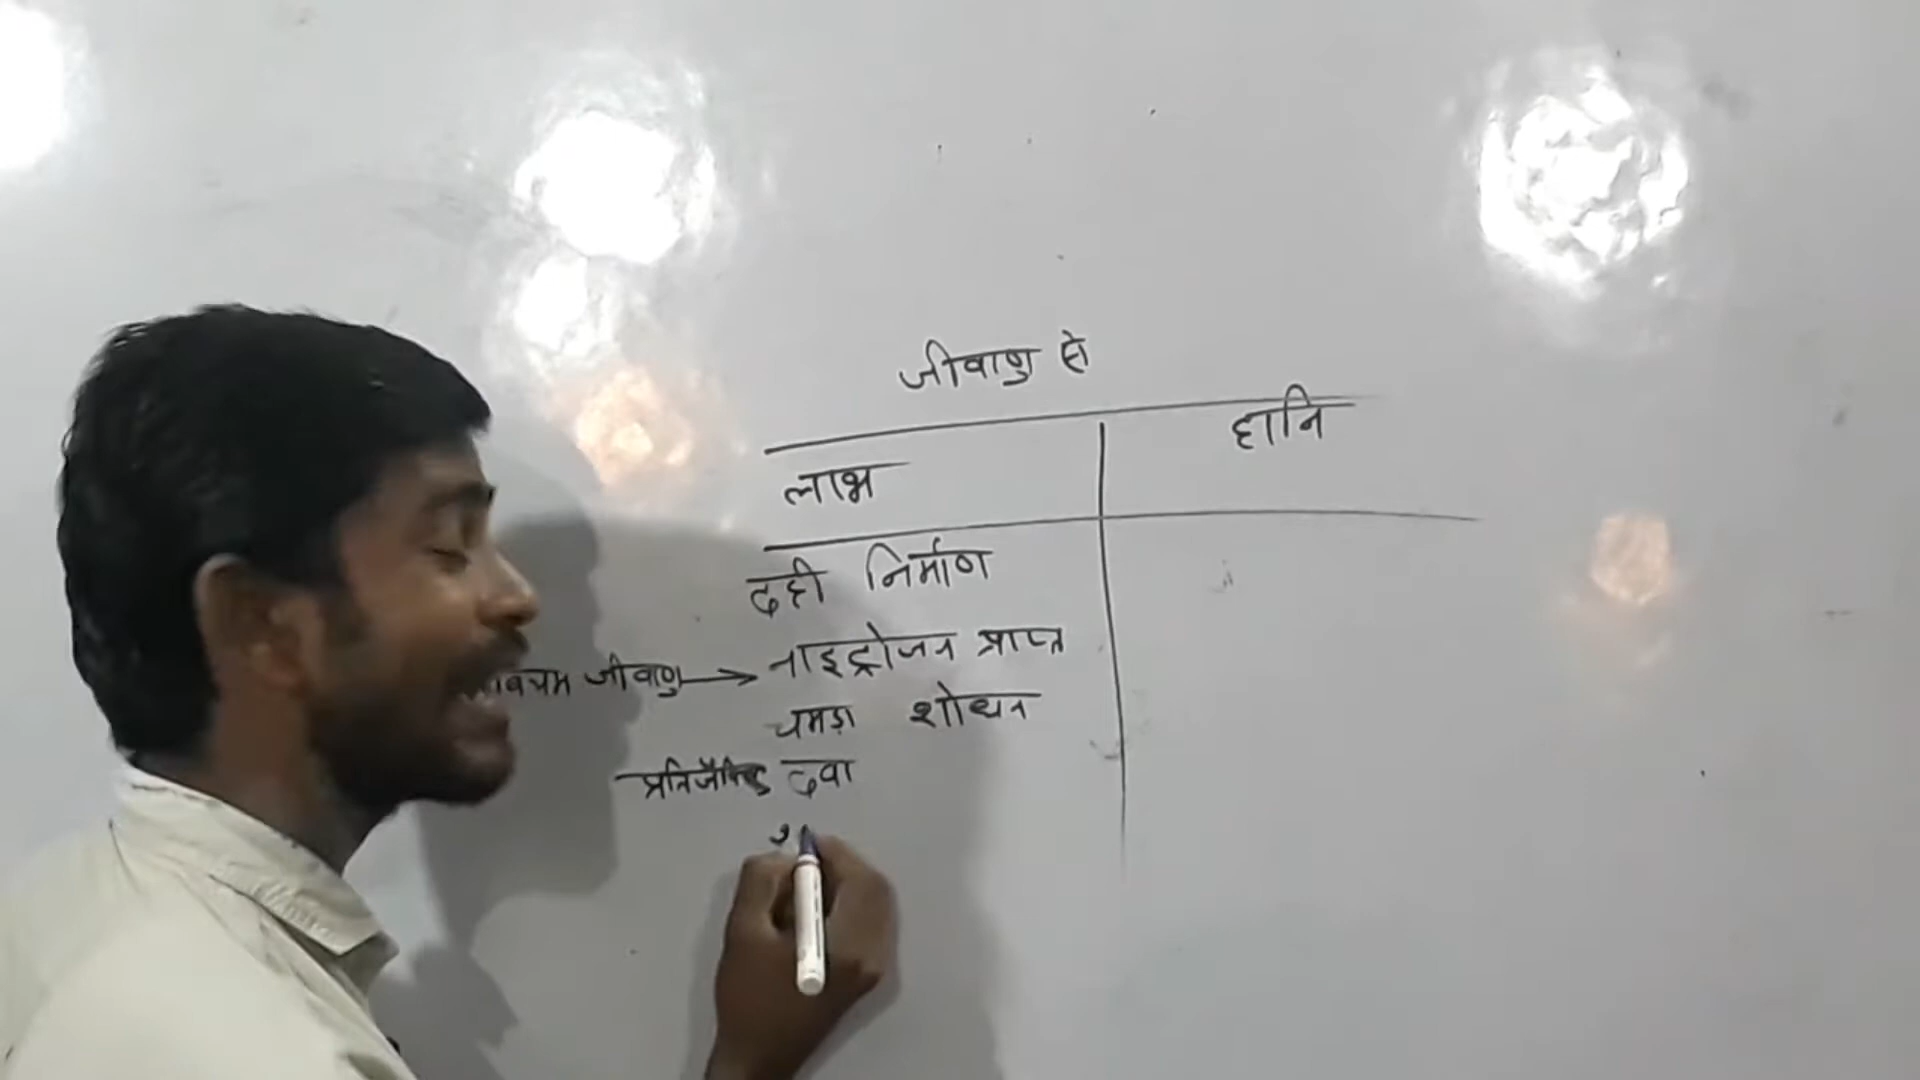 जीवाणु से
लाभ हानि
दही निर्माण
जीवाणु → नाइट्रोजन प्राप्त
चमड़ा शोधन
प्रतिजैविक दवा